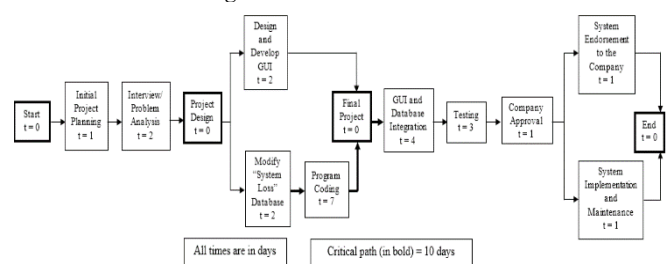 Design
and
Develop
GUI
t = 2
System
Endorsement
to the
Company
t = 1
Start
t = 0
Initial
Project
Planning
t = 1
Interview/
Problem
Analysis
t = 2
Project
Design
t = 0
Final
Project
t = 0
GUI and
Database
Integration
t = 4
Testing
t = 3
Company
Approval
t = 1
End
t = 0
Modify
"System
Loss"
Database
t = 2
Program
Coding
t = 7
System
Implementation
and
Maintenance
t = 1
All times are in days
Critical path (in bold) = 10 days